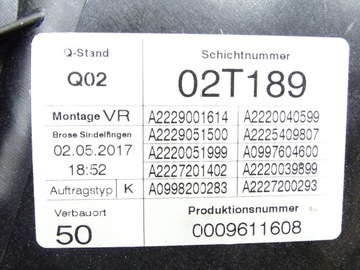 Q-Stand Schichtnummer
Q02 02T189
Montage VR A2229001614 A2220040599
Brose Sindelfingen A2229051500 A2225409807
02.05.2017 A2220051999 A0997604600
18:52 A2227201402 A2220039899
Auftragstyp K A0998200283 A2227200293
Verbauort Produktionsnummer
50 0009611608